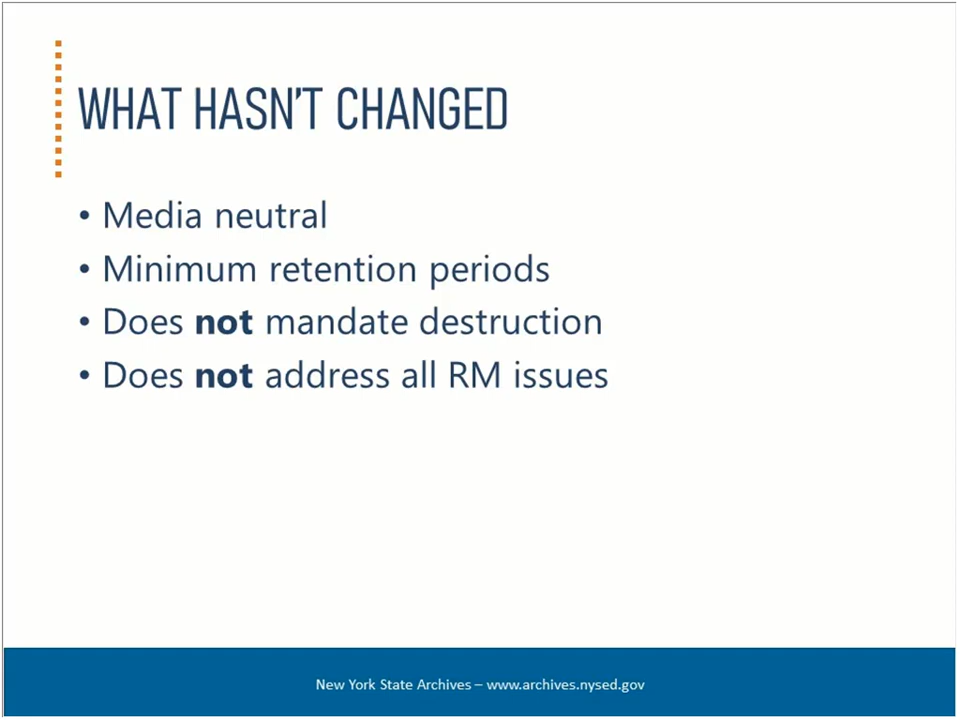 WHAT HASN'T CHANGED
• Media neutral
• Minimum retention periods
• Does not mandate destruction
• Does not address all RM issues
New York State Archives – www.archives.nysed.gov